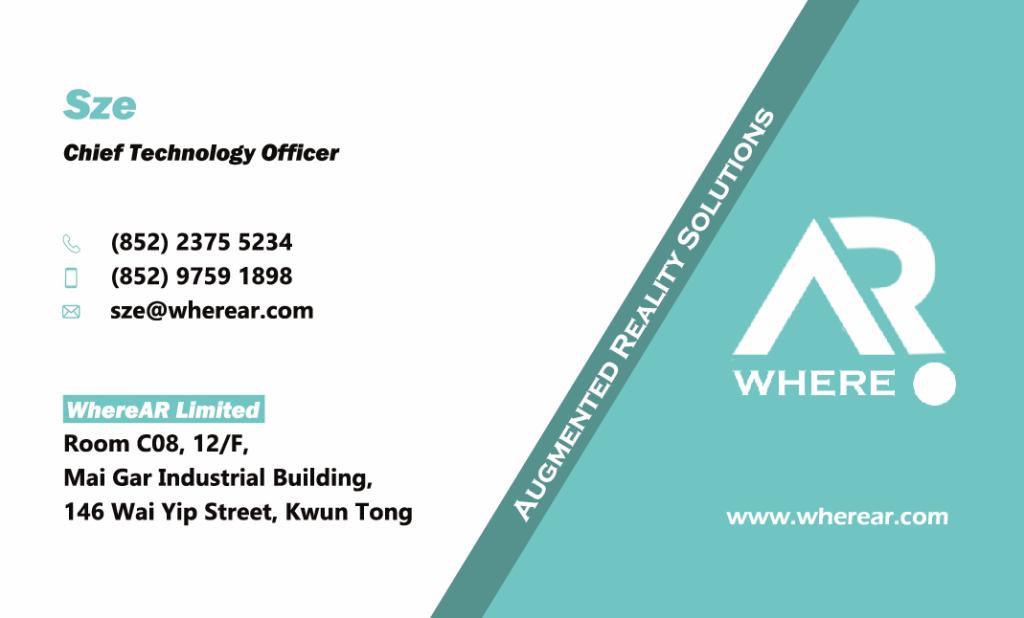 Sze
Chief Technology Officer
(852) 2375 5234
(852) 9759 1898
sze@wherear.com
WhereAR Limited
Room C08, 12/F,
Mai Gar Industrial Building,
146 Wai Yip Street, Kwun Tong
Augmented Reality Solutions
AR
WHERE
www.wherear.com